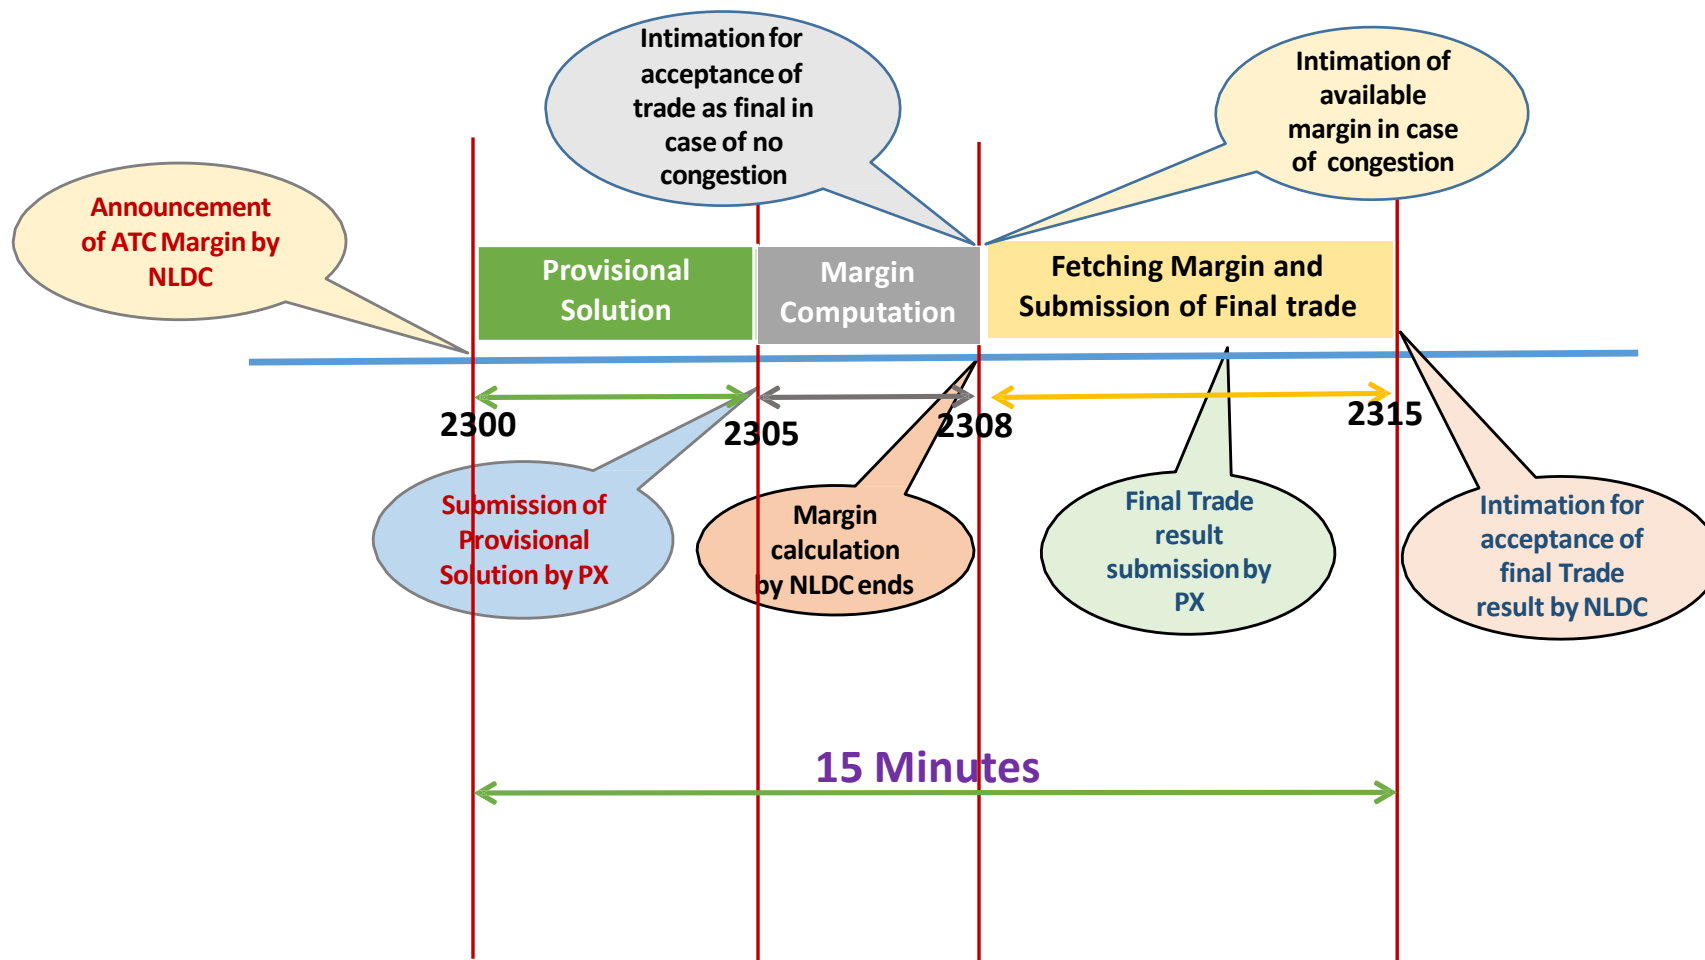 Intimation for
acceptance of
trade as final in
case of no
congestion
Intimation of
available
margin in case
of congestion
Announcement
of ATC Margin by
NLDC
Provisional
Solution
Margin
Computation
Fetching Margin and
Submission of Final trade
2300
2305
2308
2315
Submission of
Provisional
Solution by PX
Margin
calculation
by NLDC ends
Final Trade
result
submission by
PX
Intimation for
acceptance of
final Trade
result by NLDC
15 Minutes